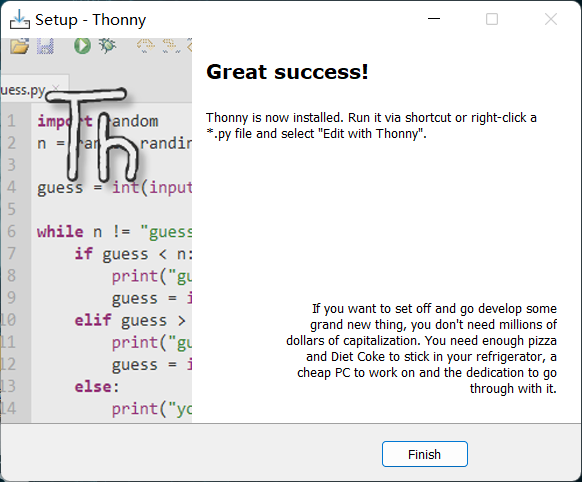 Setup - Thonny
Great success!
Thonny is now installed. Run it via shortcut or right-click a
*.py file and select "Edit with Thonny".
uess.py
Th
1 import random
2 n = randin
3
4 guess = int(input
5
6 while n != "guess
7 if guess < n:
8 print("gu
9 guess = i
10 elif guess >
11 print("gu
12 guess = i
13 else:
14 print("yo
If you want to set off and go develop some
grand new thing, you don't need millions of
dollars of capitalization. You need enough pizza
and Diet Coke to stick in your refrigerator, a
cheap PC to work on and the dedication to go
through with it.
Finish